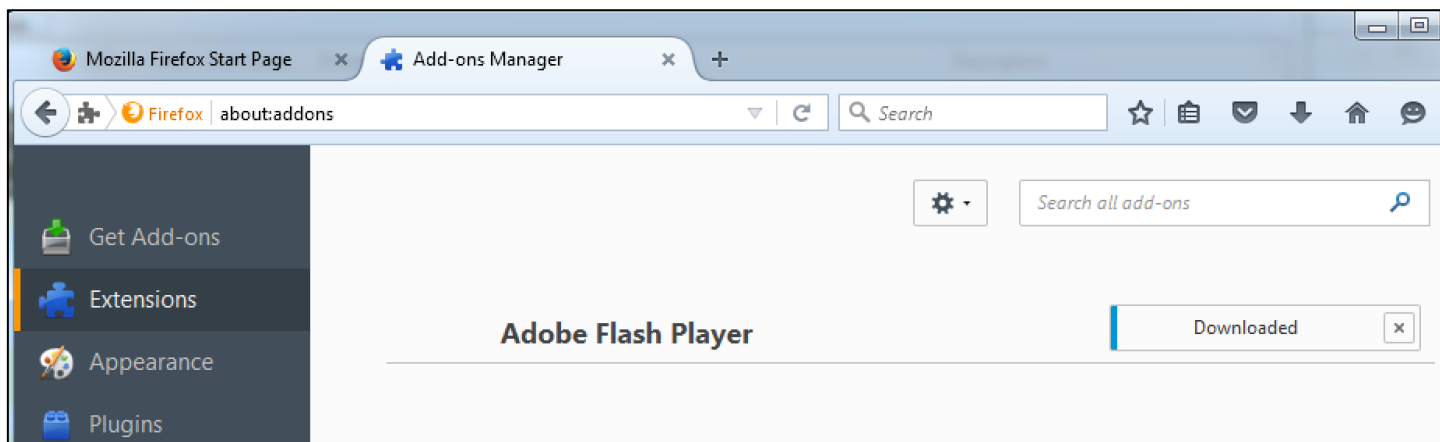 Mozilla Firefox Start Page
Add-ons Manager
Firefox about:addons
Search
Search all add-ons
Get Add-ons
Extensions
Adobe Flash Player
Downloaded
Appearance
Plugins